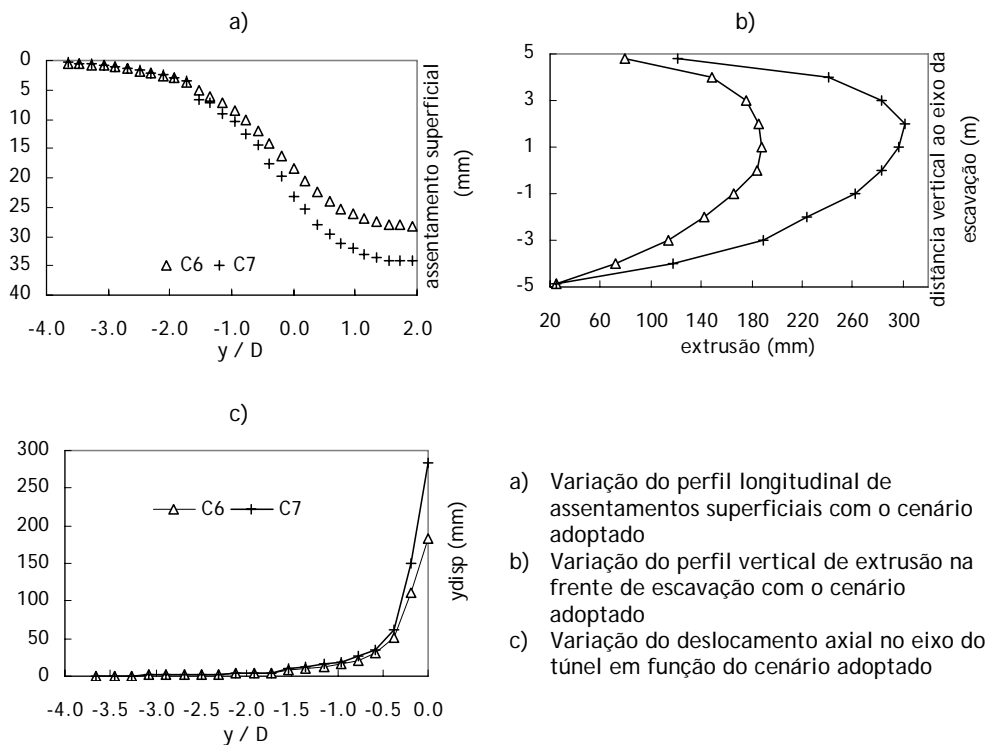 a)
0
5
10
15
20
25
30
35
40
-4.0 -3.0 -2.0 -1.0 0.0 1.0 2.0
y / D
assentamento superficial
(mm)
C6 C7
b)
5
3
1
-1
-3
-5
20 60 100 140 180 220 260 300
extrusão (mm)
distância vertical ao eixo da
escavação (m)
c)
300
250
200
150
100
50
0
-4.0 -3.5 -3.0 -2.5 -2.0 -1.5 -1.0 -0.5 0.0
y / D
ydisp (mm)
C6 C7
a) Variação do perfil longitudinal de
assentamentos superficiais com o cenário
adoptado
b) Variação do perfil vertical de extrusão na
frente de escavação com o cenário
adoptado
c) Variação do deslocamento axial no eixo do
túnel em função do cenário adoptado